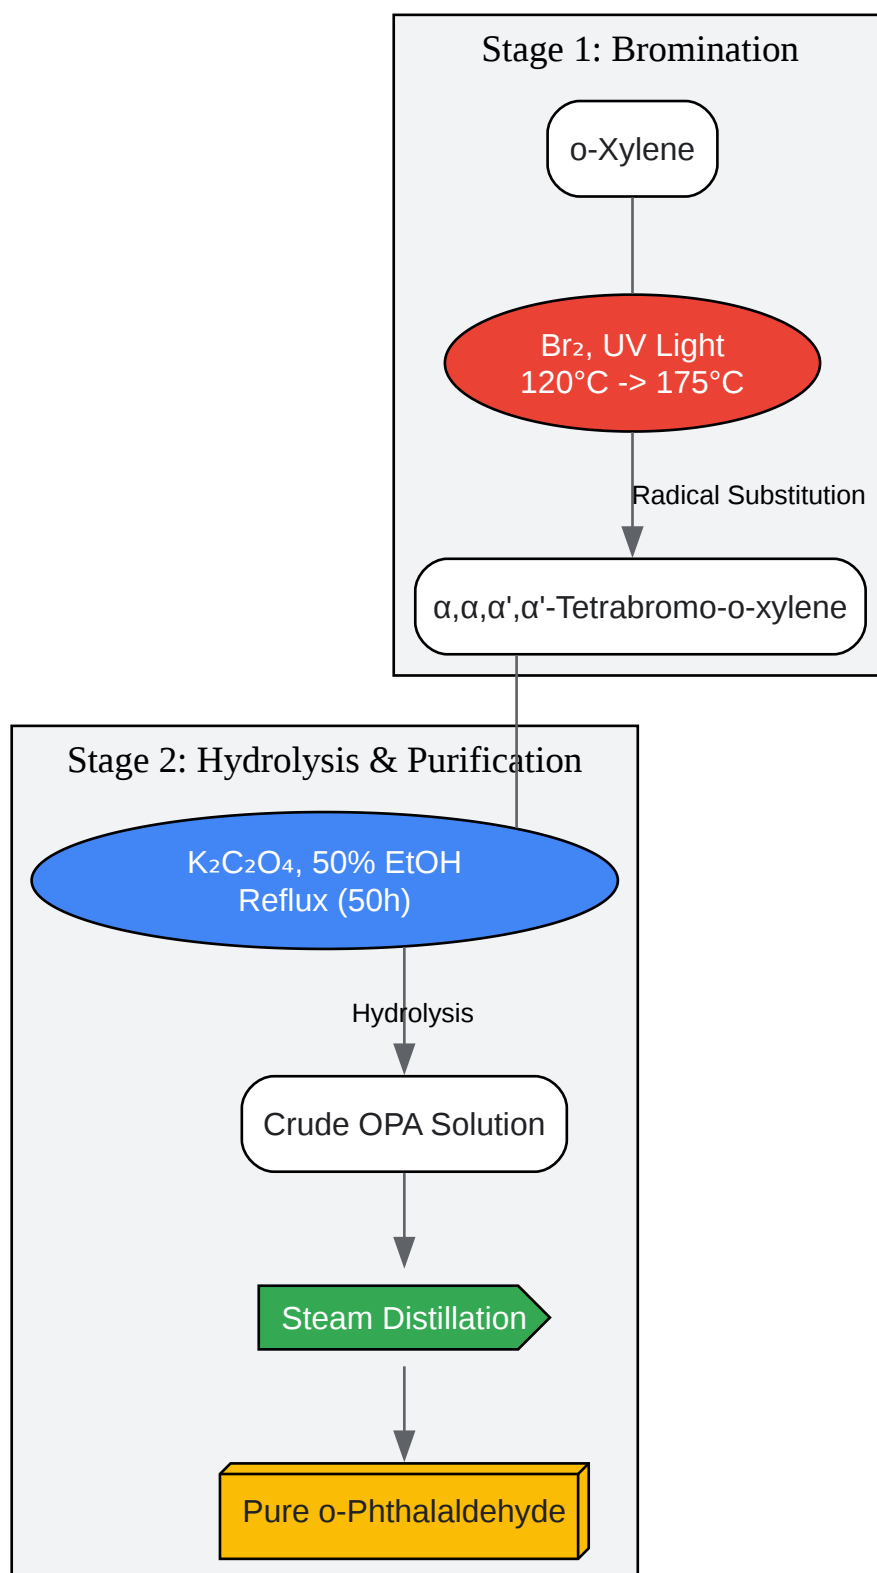 Stage 1: Bromination
o-Xylene
Br₂, UV Light
120°C -> 175°C
Radical Substitution
α,α,α',α'-Tetrabromo-o-xylene
Stage 2: Hydrolysis & Purification
K₂C₂O₄, 50% EtOH
Reflux (50h)
Hydrolysis
Crude OPA Solution
Steam Distillation
Pure o-Phthalaldehyde